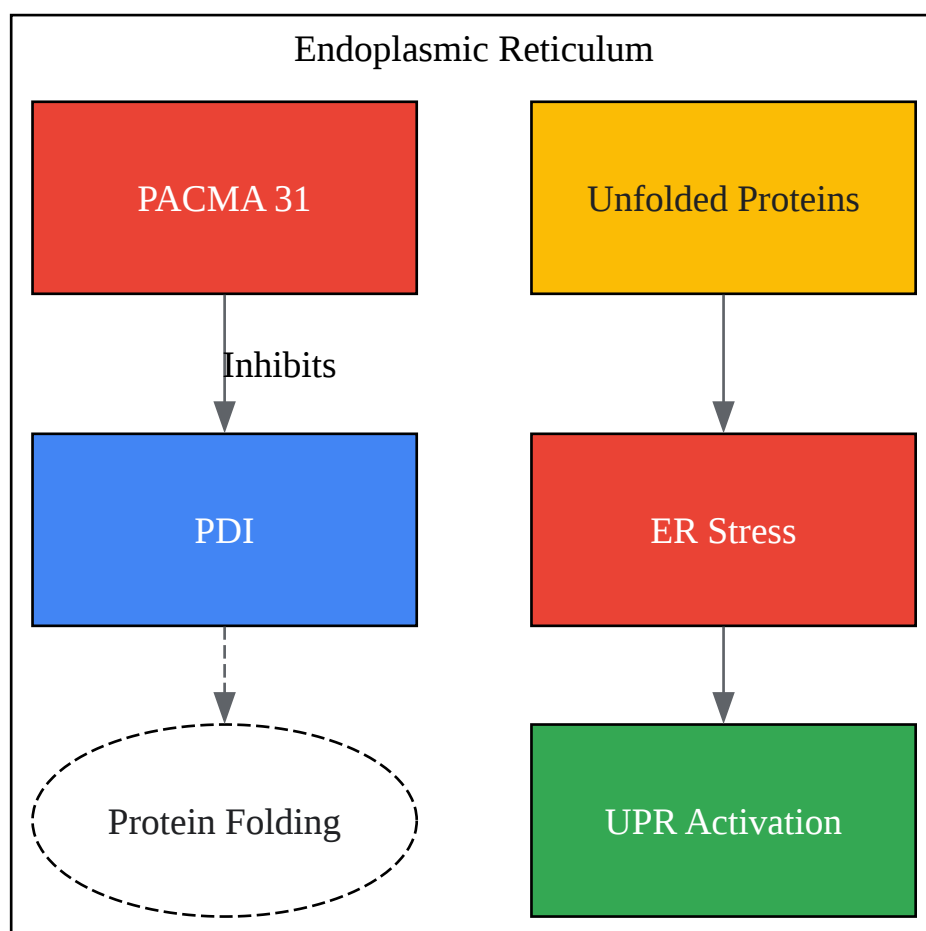 Endoplasmic Reticulum
PACMA 31
Unfolded Proteins
Inhibits
PDI
ER Stress
Protein Folding
UPR Activation